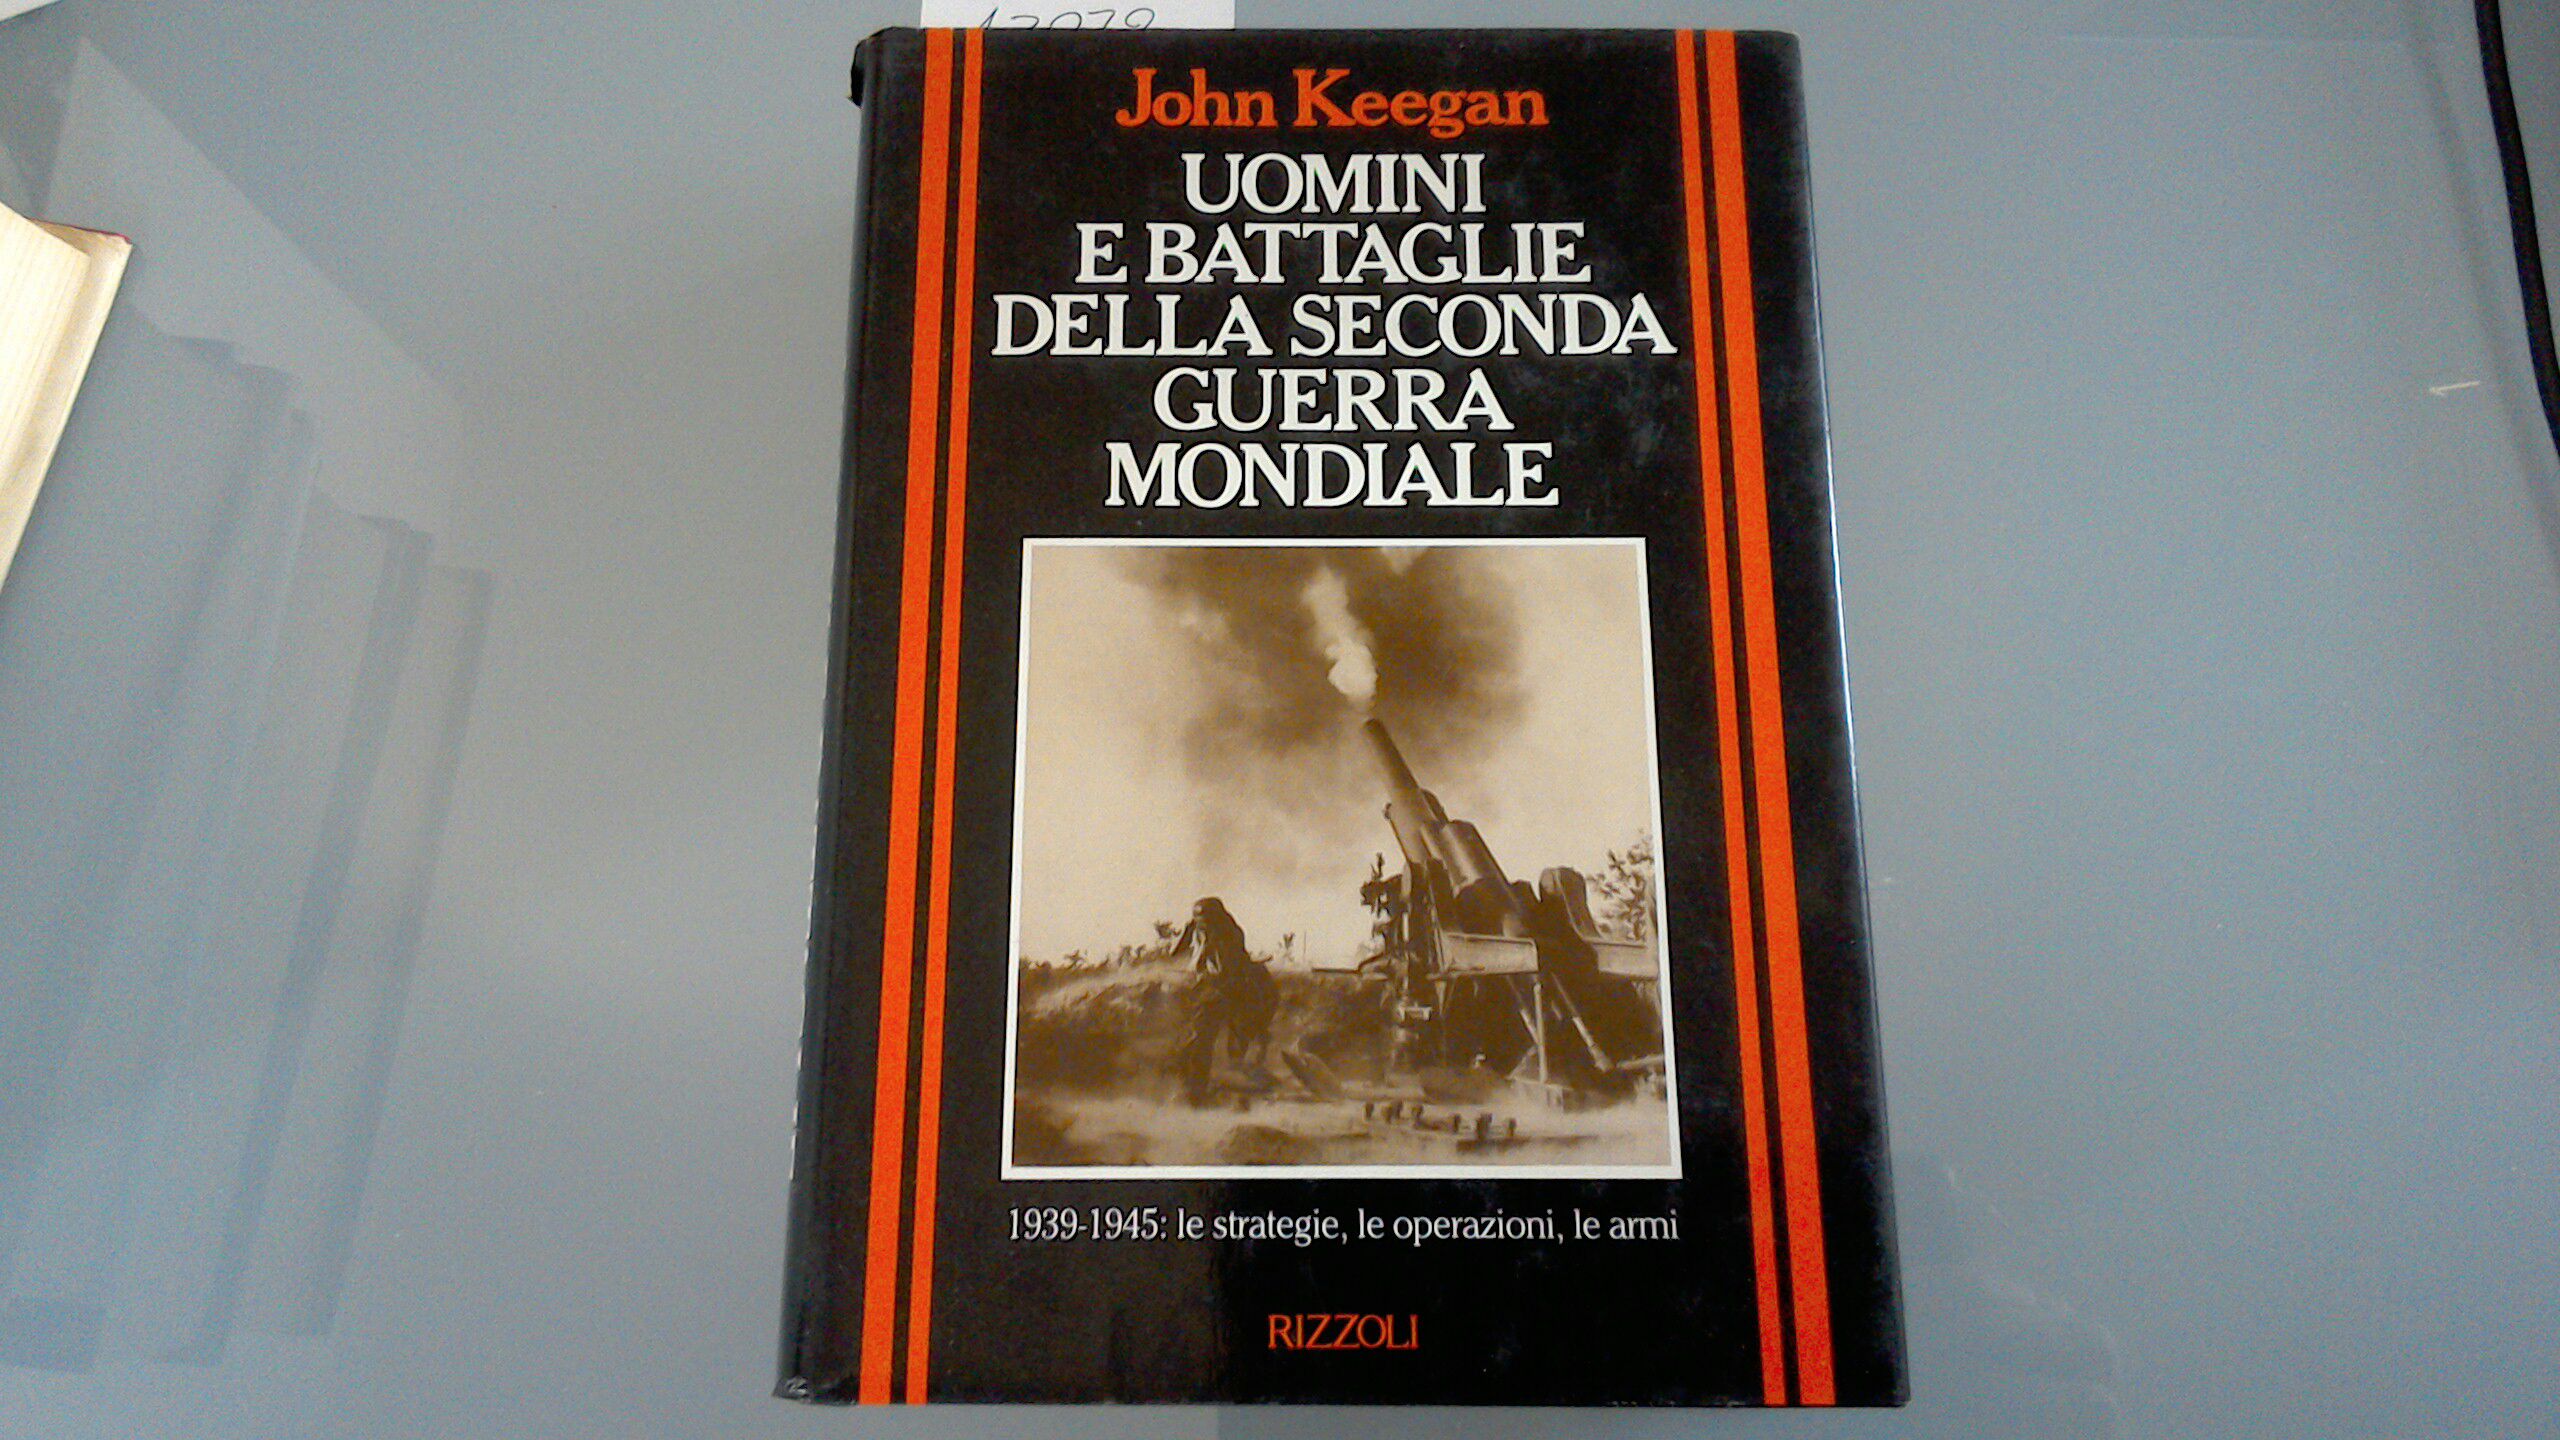 John Keegan
UOMINI
E BATTAGLIE
DELLA SECONDA
GUERRA
MONDIALE
1939-1945: le strategie, le operazioni, le armi
RIZZOLI